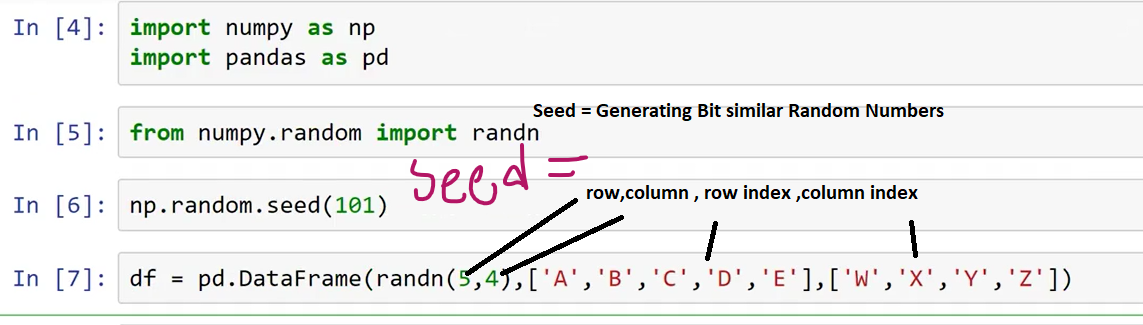 In [4]: import numpy as np
import pandas as pd
Seed = Generating Bit similar Random Numbers
In [5]: from numpy.random import randn
Seed =
row,column , row index ,column index
In [6]: np.random.seed(101)
In [7]: df = pd.DataFrame(randn(5,4),['A','B','C','D','E'],['W','X','Y','Z'])